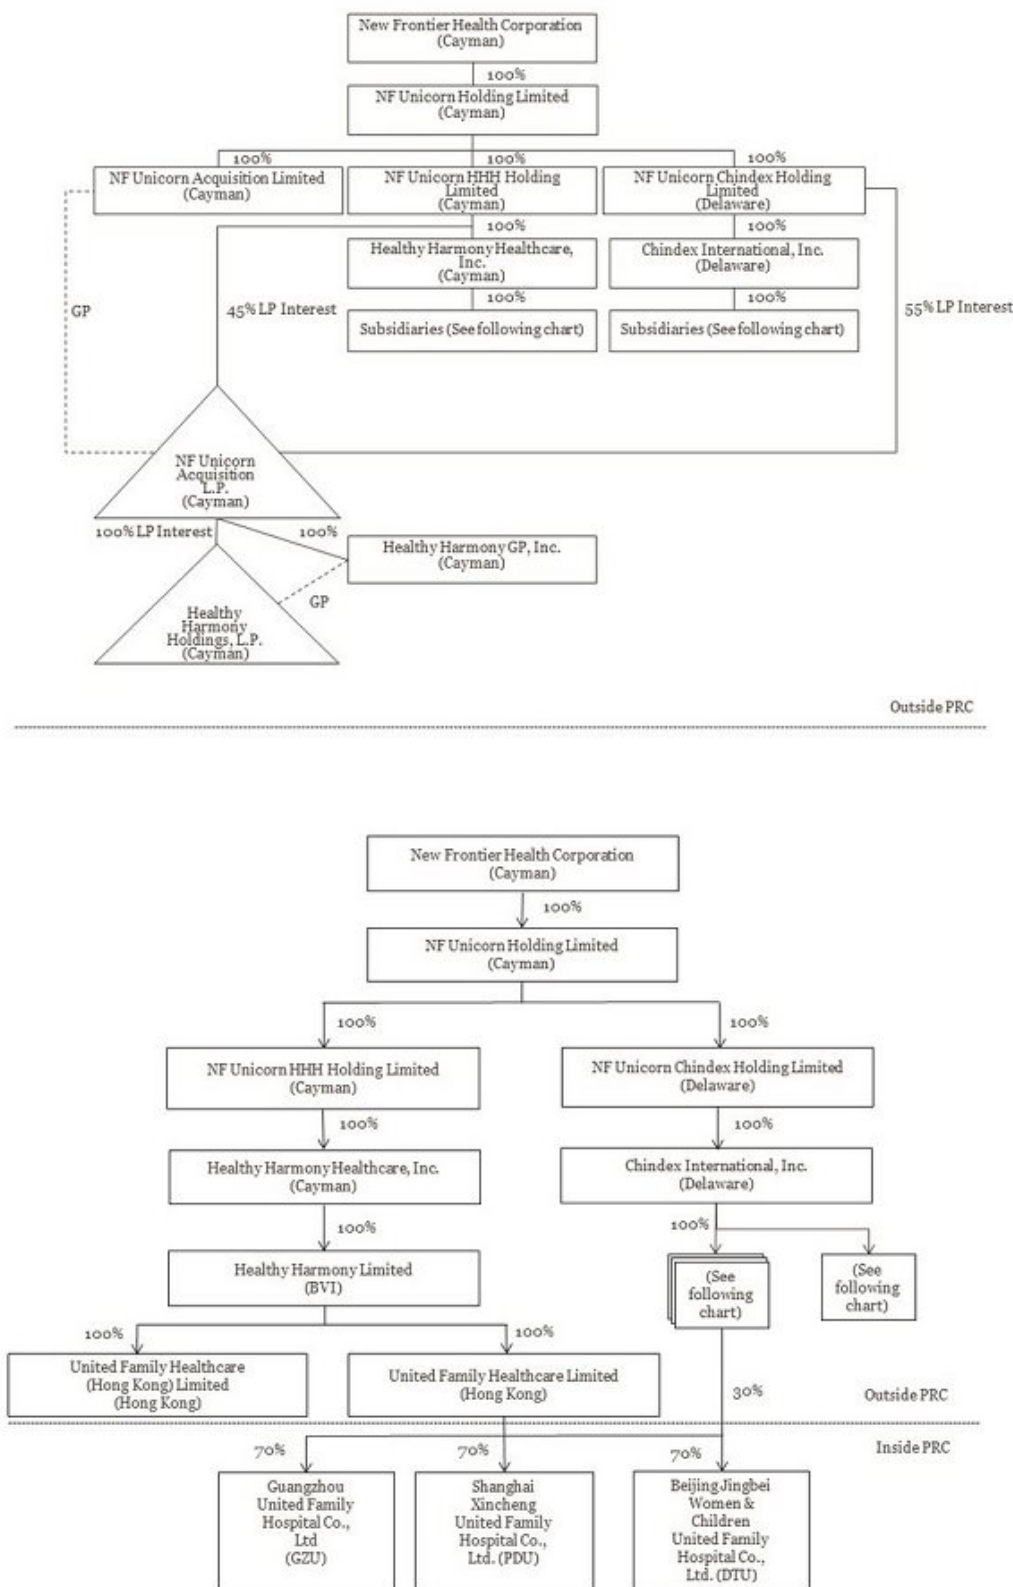 New Frontier Health Corporation
(Cayman)
100%
NF Unicorn Holding Limited
(Cayman)
100%
100%
100%
NF Unicorn Acquisition Limited
(Cayman)
NF Unicorn HHH Holding
Limited
(Cayman)
NF Unicorn Chindex Holding
Limited
(Delaware)
100%
100%
Healthy Harmony Healthcare,
Inc.
(Cayman)
Chindex International, Inc.
(Delaware)
GP
45% LP Interest
100%
100%
55% LP Interest
Subsidiaries (See following chart)
Subsidiaries (See following chart)
NF Unicorn
Acquisition
L.P.
(Cayman)
100% LP Interest
100%
Healthy Harmony GP, Inc.
(Cayman)
GP
Healthy
Harmony
Holdings, L.P.
(Cayman)
Outside PRC
New Frontier Health Corporation
(Cayman)
100%
NF Unicorn Holding Limited
(Cayman)
100%
100%
NF Unicorn HHH Holding Limited
(Cayman)
NF Unicorn Chindex Holding Limited
(Delaware)
100%
100%
Healthy Harmony Healthcare, Inc.
(Cayman)
Chindex International, Inc.
(Delaware)
100%
100%
Healthy Harmony Limited
(BVI)
(See
following
chart)
(See
following
chart)
100%
100%
United Family Healthcare
(Hong Kong) Limited
(Hong Kong)
United Family Healthcare Limited
(Hong Kong)
30%
Outside PRC
Inside PRC
70%
70%
70%
Guangzhou
United Family
Hospital Co.,
Ltd
(GZU)
Shanghai
Xincheng
United Family
Hospital Co.,
Ltd. (PDU)
Beijing Jingbei
Women &
Children
United Family
Hospital Co.,
Ltd. (DTU)